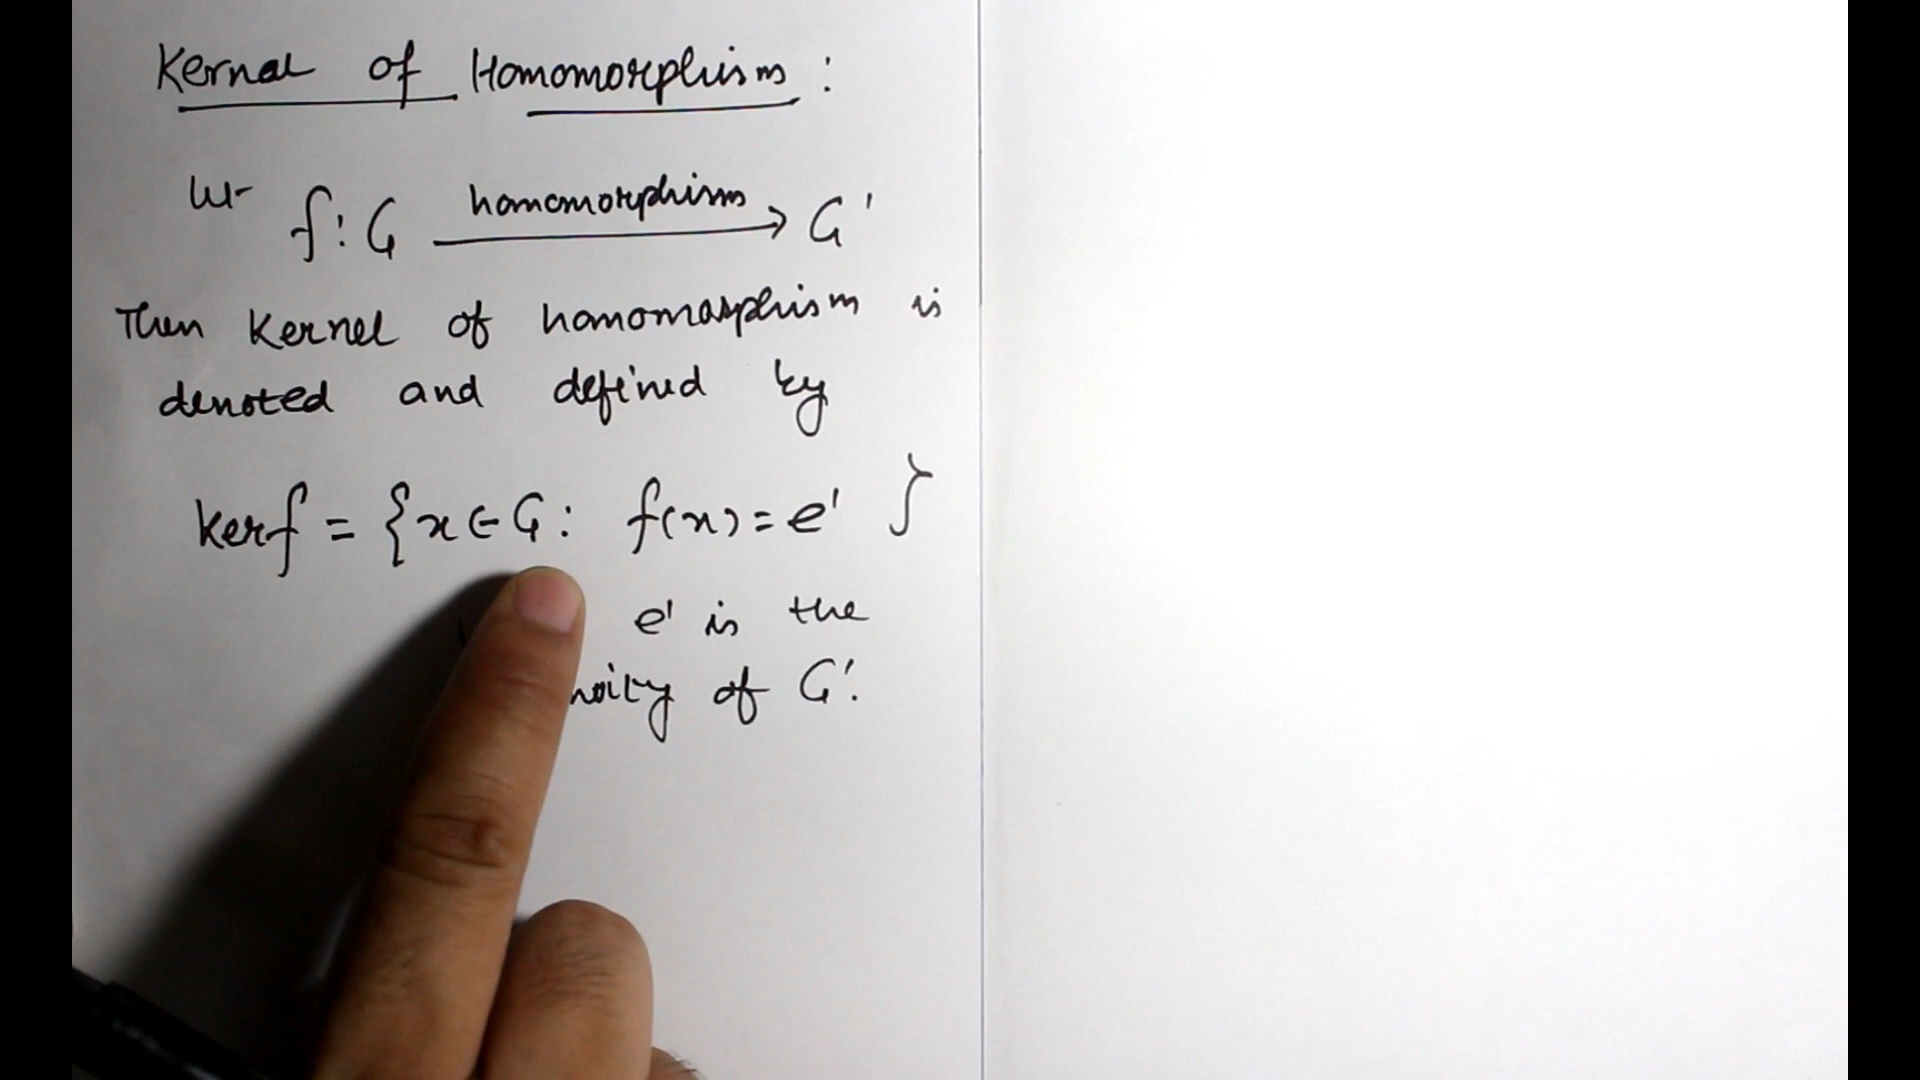 Kernal of Homomorphism :
Let f : G homomorphism → G'
Then Kernel of homomorphism is
denoted and defined by
kerf = {x ∈ G : f(x) = e' }
e' is the
of G'.